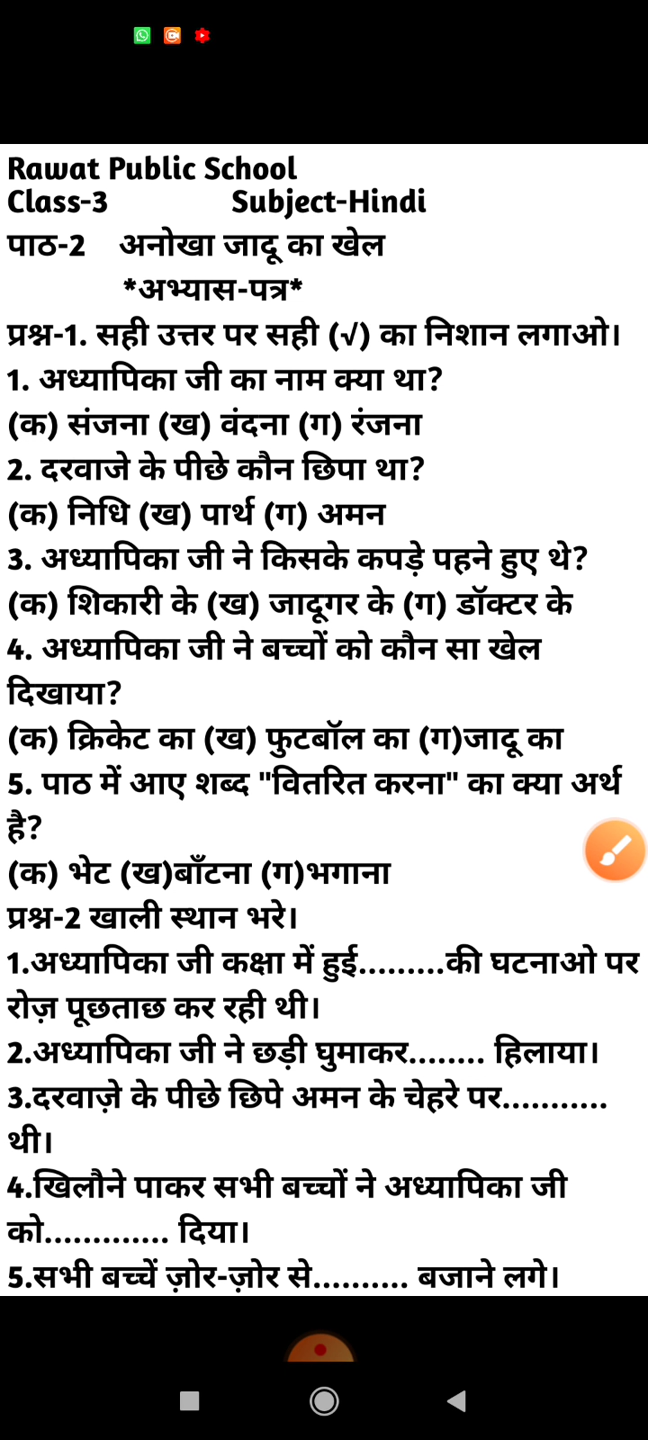 Rawat Public School
Class-3 Subject-Hindi
पाठ-2 अनोखा जादू का खेल
*अभ्यास-पत्र*
प्रश्न-1. सही उत्तर पर सही (√) का निशान लगाओ।
1. अध्यापिका जी का नाम क्या था?
(क) संजना (ख) वंदना (ग) रंजना
2. दरवाजे के पीछे कौन छिपा था?
(क) निधि (ख) पार्थ (ग) अमन
3. अध्यापिका जी ने किसके कपड़े पहने हुए थे?
(क) शिकारी के (ख) जादूगर के (ग) डॉक्टर के
4. अध्यापिका जी ने बच्चों को कौन सा खेल
दिखाया?
(क) क्रिकेट का (ख) फुटबॉल का (ग)जादू का
5. पाठ में आए शब्द "वितरित करना" का क्या अर्थ
है?
(क) भेट (ख)बाँटना (ग)भगाना
प्रश्न-2 खाली स्थान भरे।
1.अध्यापिका जी कक्षा में हुई.........की घटनाओ पर
रोज़ पूछताछ कर रही थी।
2.अध्यापिका जी ने छड़ी घुमाकर........ हिलाया।
3.दरवाज़े के पीछे छिपे अमन के चेहरे पर...........
थी।
4.खिलौने पाकर सभी बच्चों ने अध्यापिका जी
को............. दिया।
5.सभी बच्चें ज़ोर-ज़ोर से.......... बजाने लगे।